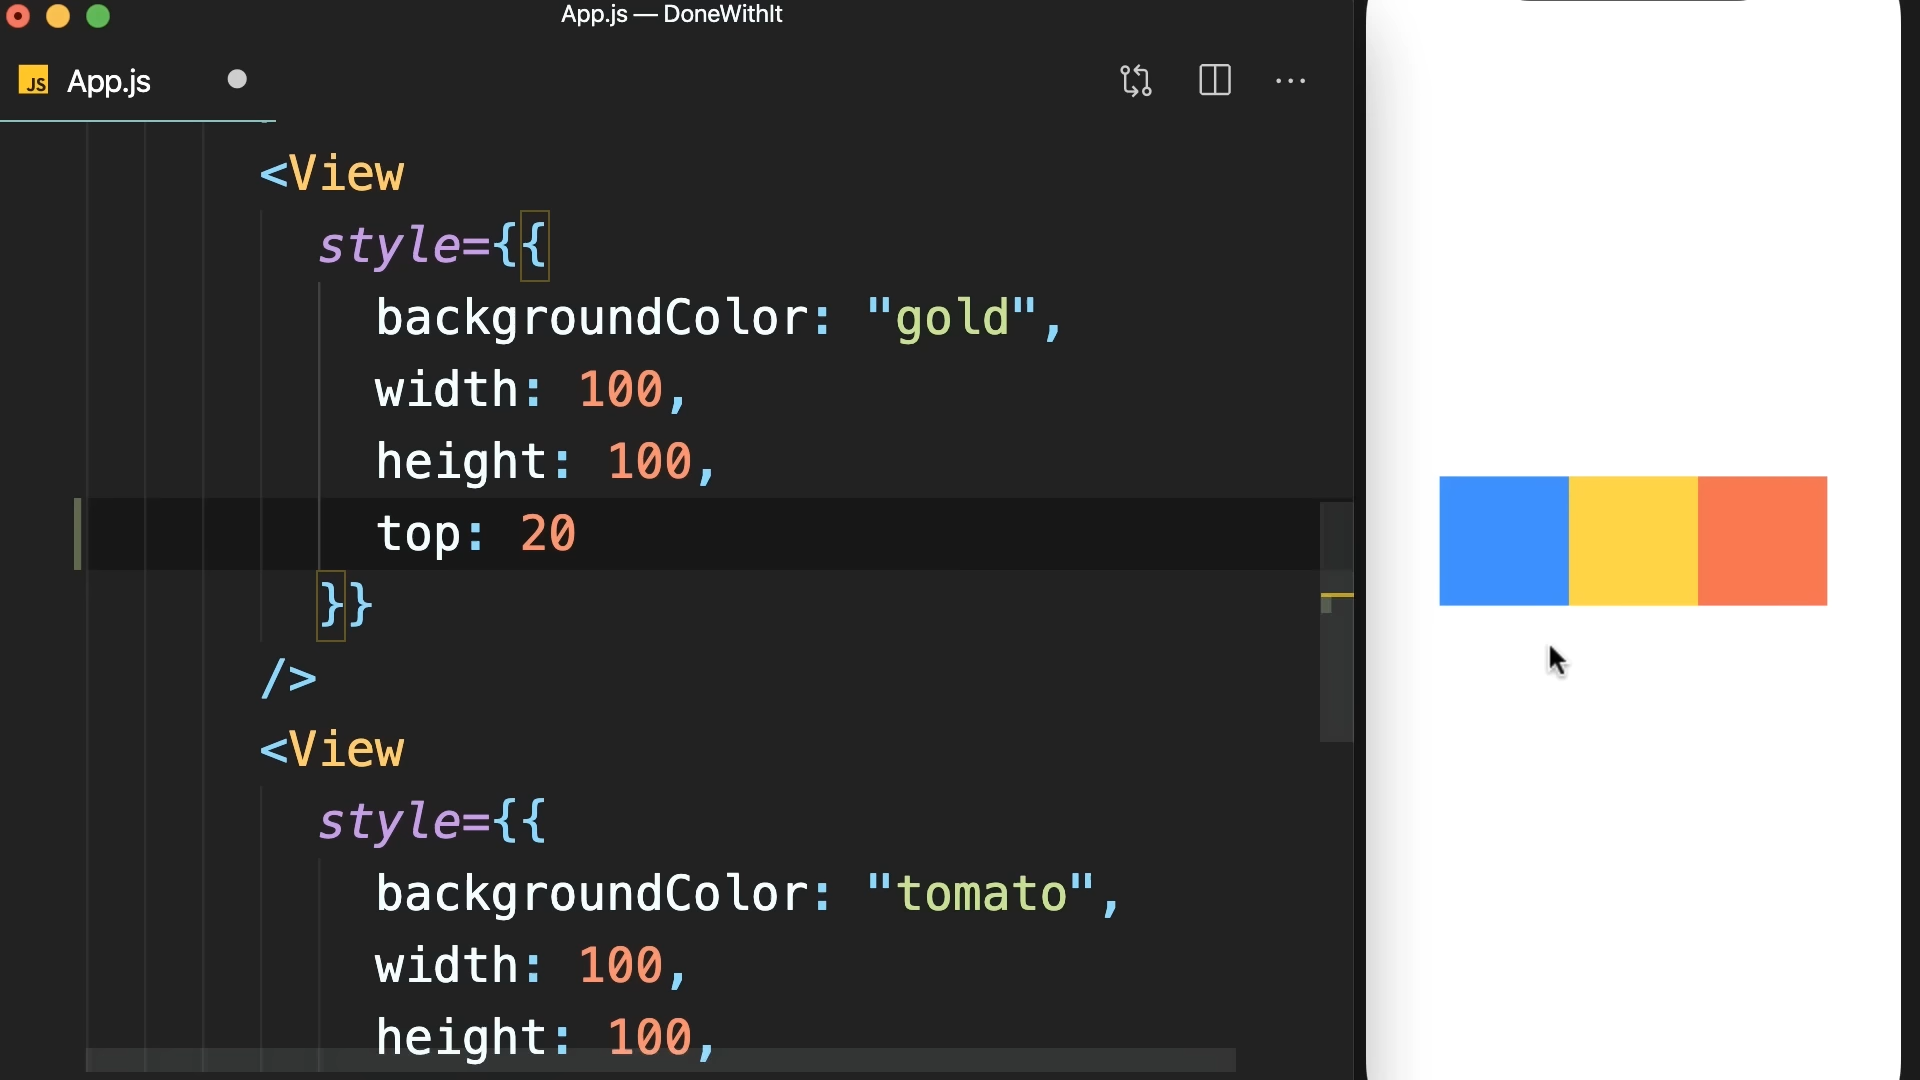 App.js — DoneWithIt
JS App.js
<View
style={{
backgroundColor: "gold",
width: 100,
height: 100,
top: 20
}}
/>
<View
style={{
backgroundColor: "tomato",
width: 100,
height: 100,